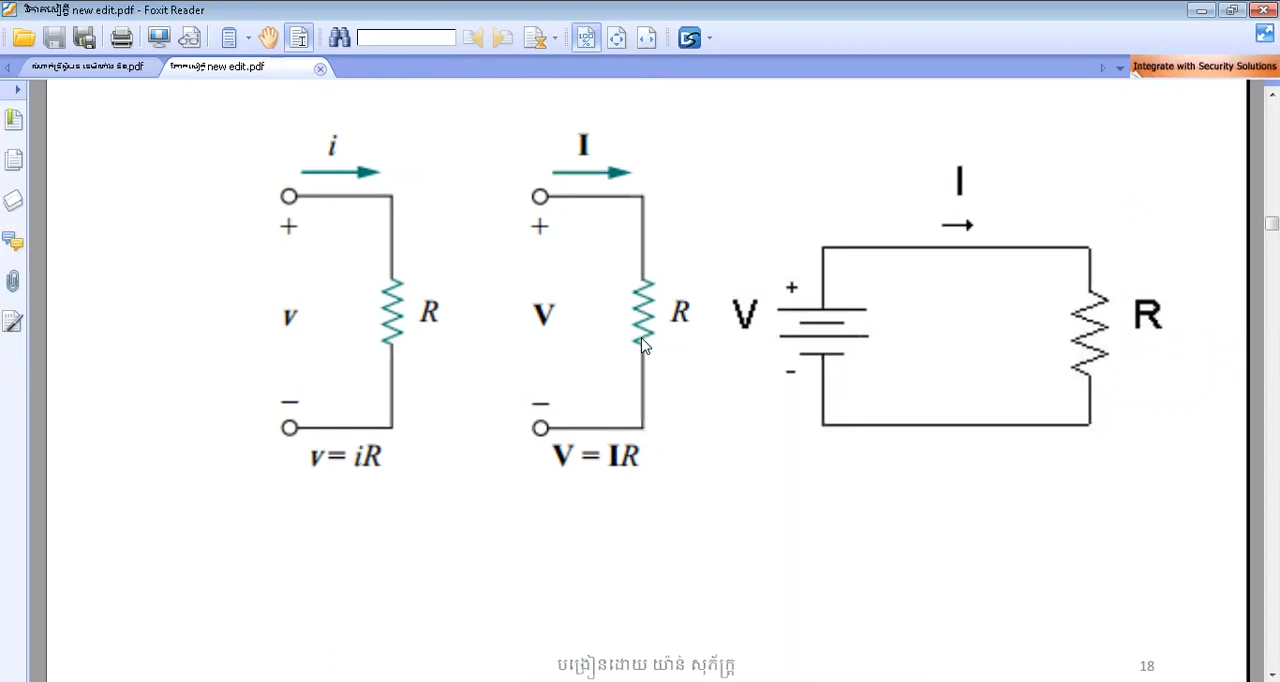 new edit.pdf - Foxit Reader
new edit.pdf
Integrate with Security Solutions
i
I
I
+
+
+
v
R
V
R
V
R
−
−
-
v = iR
V = IR
បង្រៀនដោយ យ៉ាន់ សុភ័ក្ត្រ
18